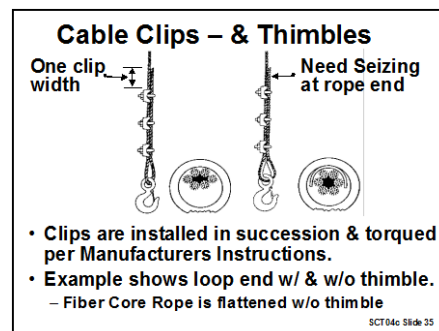 Cable Clips – & Thimbles
One clip
width
Need Seizing
at rope end
• Clips are installed in succession & torqued
per Manufacturers Instructions.
• Example shows loop end w/ & w/o thimble.
– Fiber Core Rope is flattened w/o thimble
SCT04c Slide 35